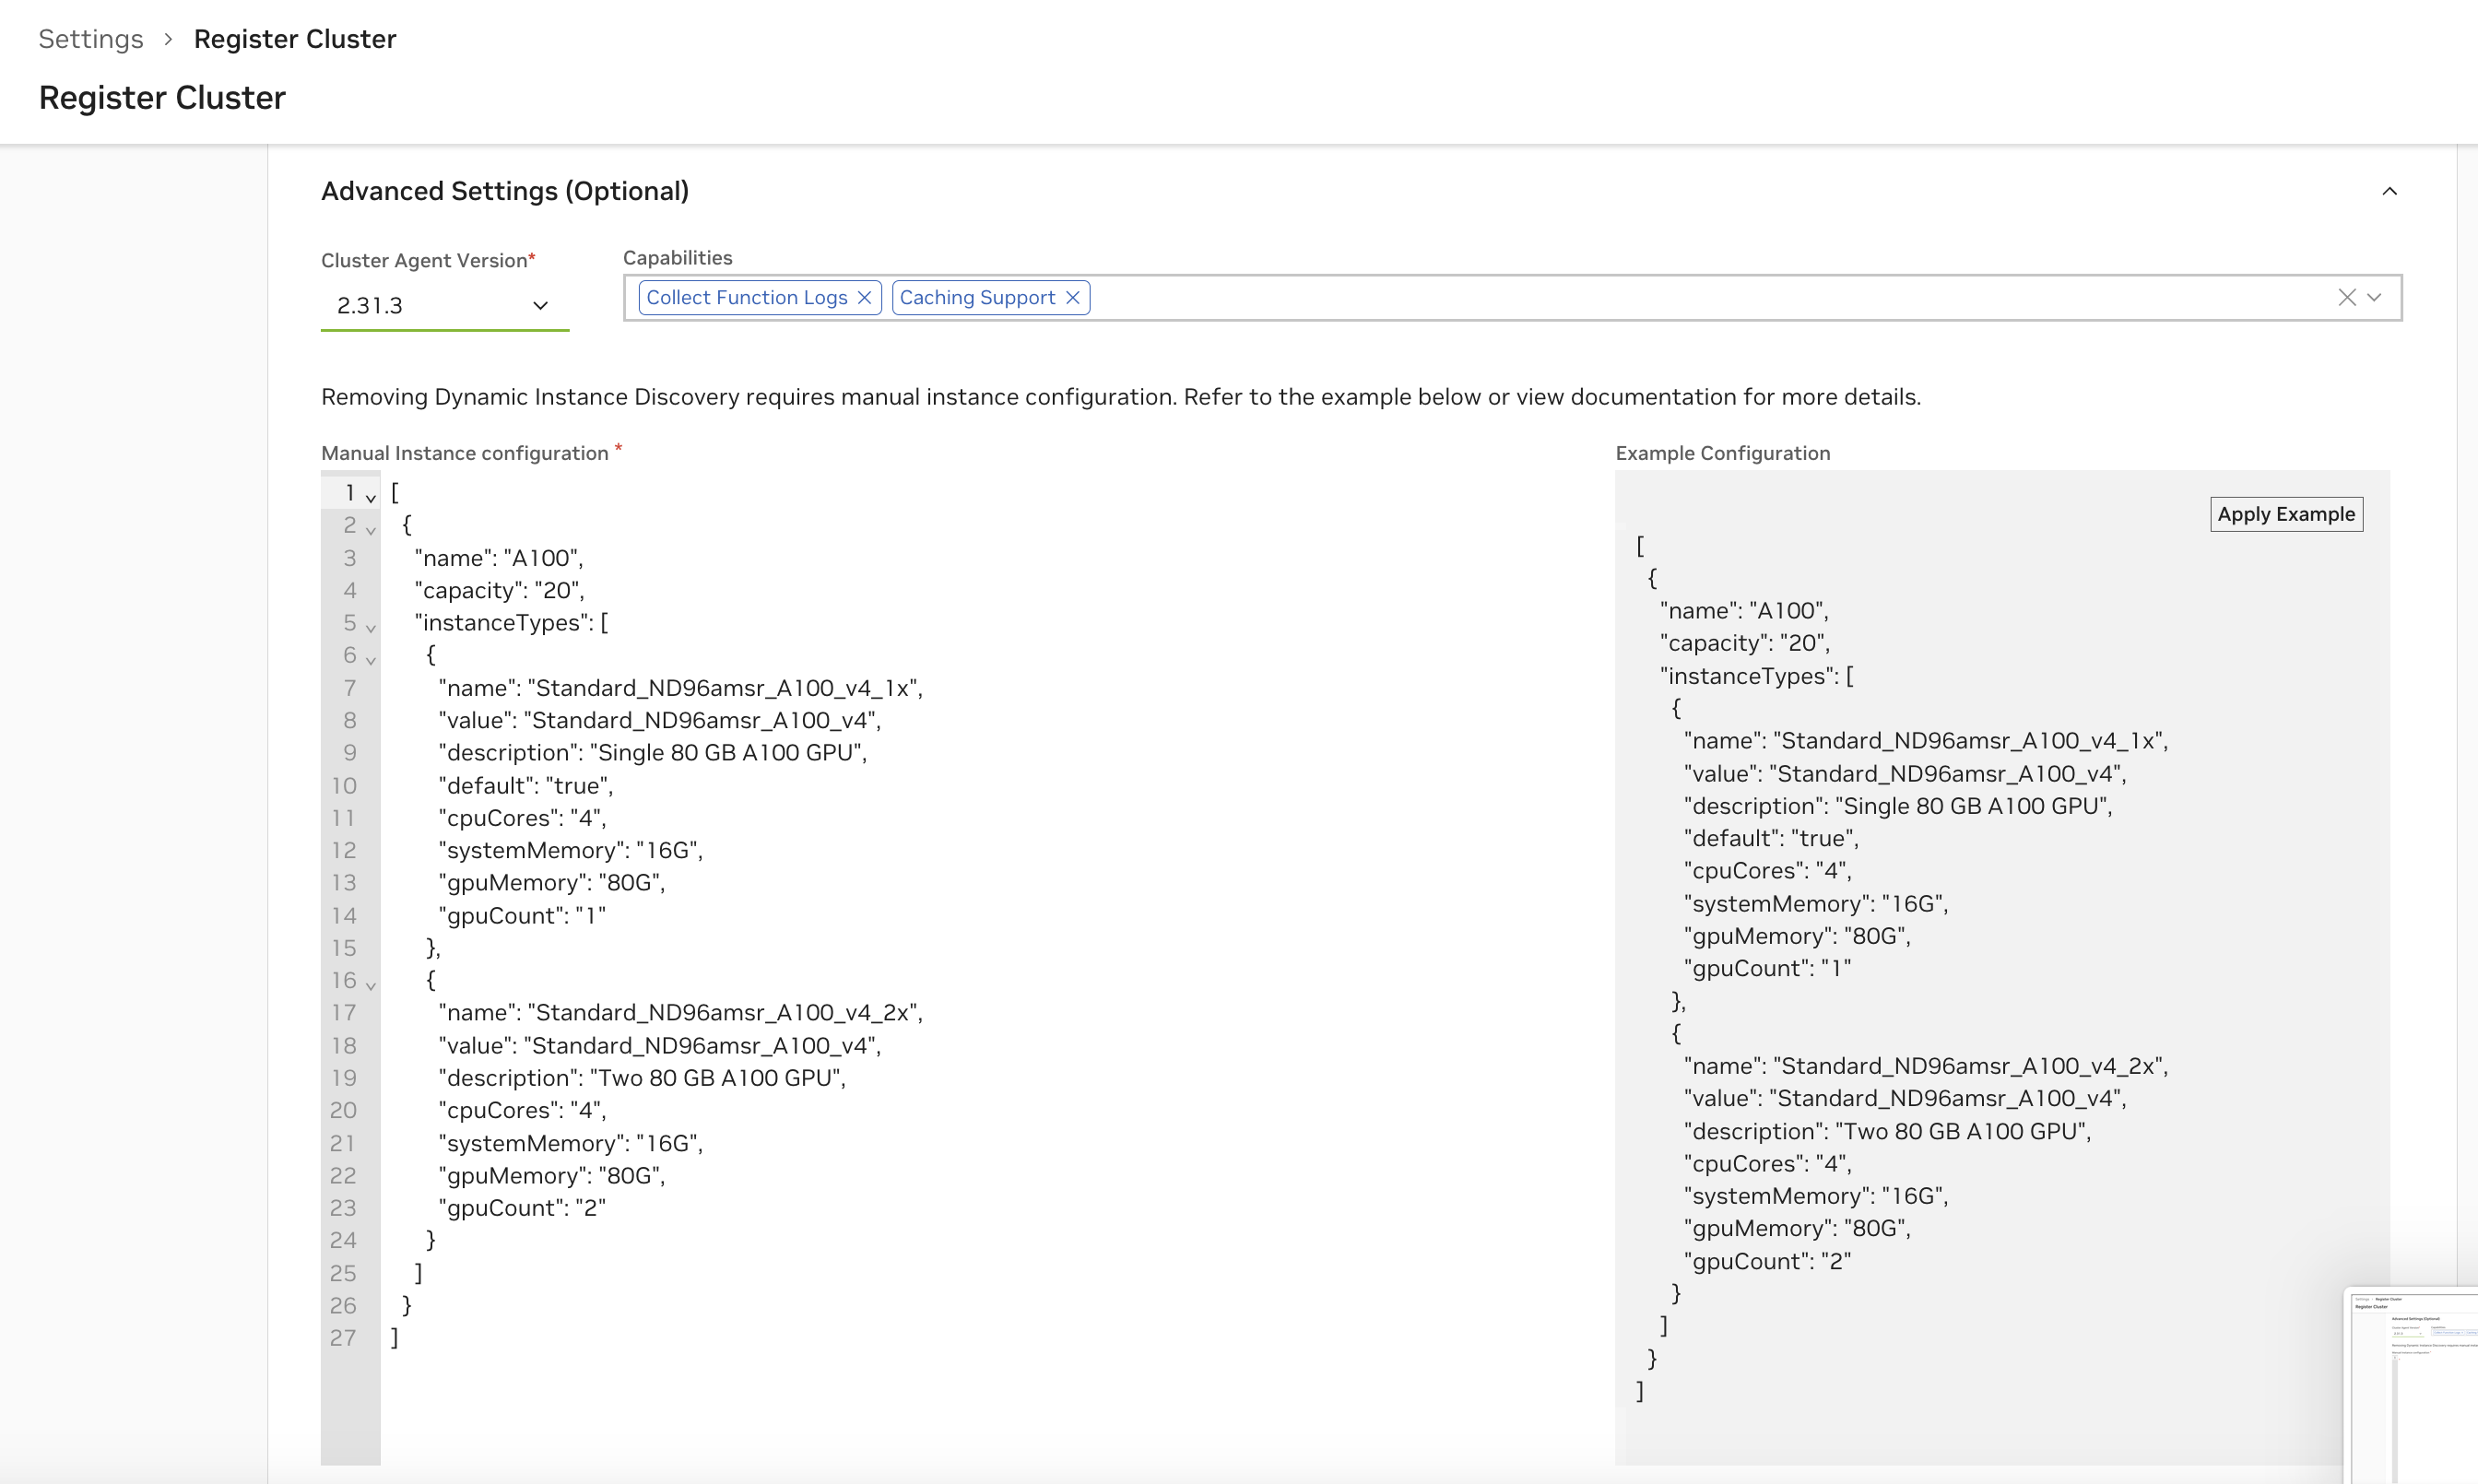 Settings > Register Cluster
Register Cluster
Advanced Settings (Optional)
Cluster Agent Version*
2.31.3
Capabilities
Collect Function Logs
Caching Support
Removing Dynamic Instance Discovery requires manual instance configuration. Refer to the example below or view documentation for more details.
Manual Instance configuration *
1 [
2 {
3 "name": "A100",
4 "capacity": "20",
5 "instanceTypes": [
6 {
7 "name": "Standard_ND96amsr_A100_v4_1x",
8 "value": "Standard_ND96amsr_A100_v4",
9 "description": "Single 80 GB A100 GPU",
10 "default": "true",
11 "cpuCores": "4",
12 "systemMemory": "16G",
13 "gpuMemory": "80G",
14 "gpuCount": "1"
15 },
16 {
17 "name": "Standard_ND96amsr_A100_v4_2x",
18 "value": "Standard_ND96amsr_A100_v4",
19 "description": "Two 80 GB A100 GPU",
20 "cpuCores": "4",
21 "systemMemory": "16G",
22 "gpuMemory": "80G",
23 "gpuCount": "2"
24 }
25 ]
26 }
27 ]
Example Configuration
Apply Example
[
{
"name": "A100",
"capacity": "20",
"instanceTypes": [
{
"name": "Standard_ND96amsr_A100_v4_1x",
"value": "Standard_ND96amsr_A100_v4",
"description": "Single 80 GB A100 GPU",
"default": "true",
"cpuCores": "4",
"systemMemory": "16G",
"gpuMemory": "80G",
"gpuCount": "1"
},
{
"name": "Standard_ND96amsr_A100_v4_2x",
"value": "Standard_ND96amsr_A100_v4",
"description": "Two 80 GB A100 GPU",
"cpuCores": "4",
"systemMemory": "16G",
"gpuMemory": "80G",
"gpuCount": "2"
}
]
}
]
Register Cluster
Register Cluster
Advanced Settings (Optional)